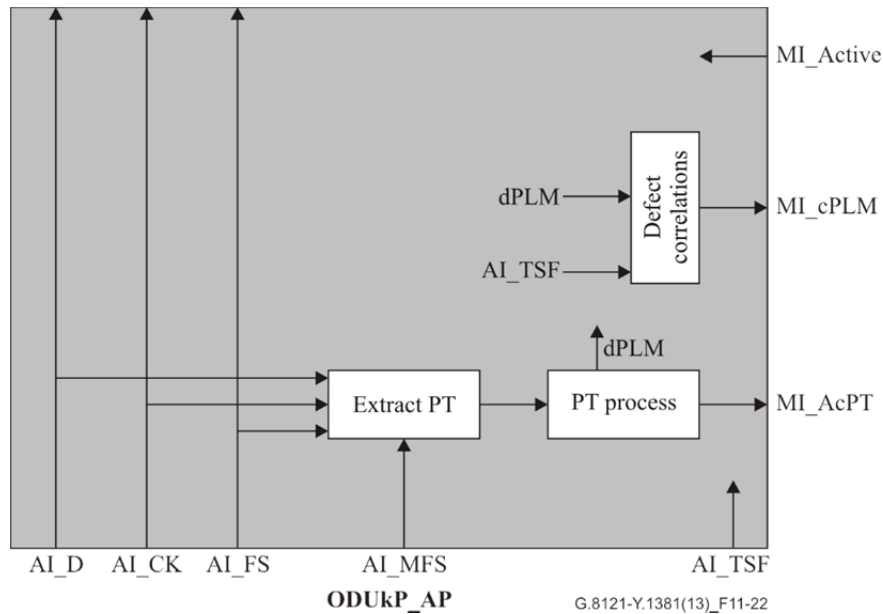 MI_Active
dPLM
Defect
correlations
MI_cPLM
AI_TSF
dPLM
Extract PT
PT process
MI_AcPT
AI_D
AI_CK
AI_FS
AI_MFS
AI_TSF
ODUkP_AP
G.8121-Y.1381(13)_F11-22